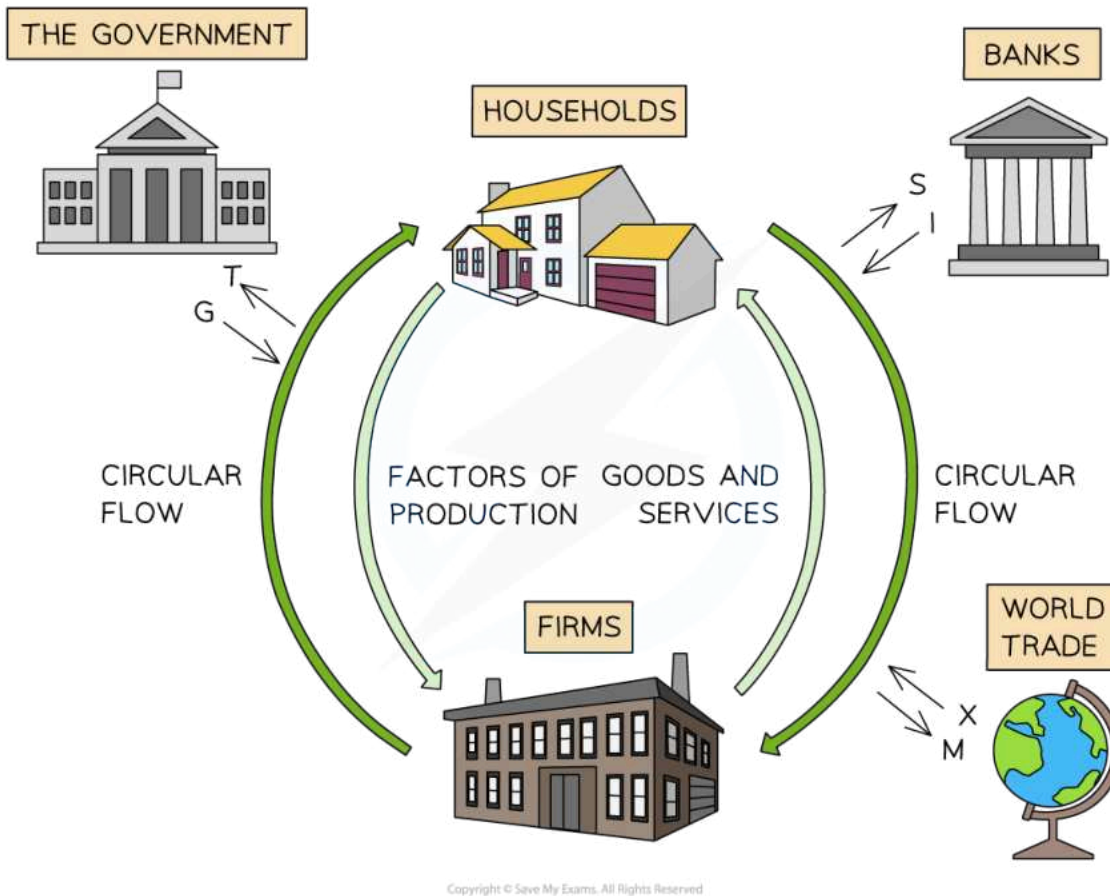 THE GOVERNMENT
BANKS
HOUSEHOLDS
S
I
T
G
CIRCULAR
FLOW
FACTORS OF
PRODUCTION
GOODS AND
SERVICES
CIRCULAR
FLOW
FIRMS
WORLD
TRADE
X
M
Copyright © Save My Exams. All Rights Reserved